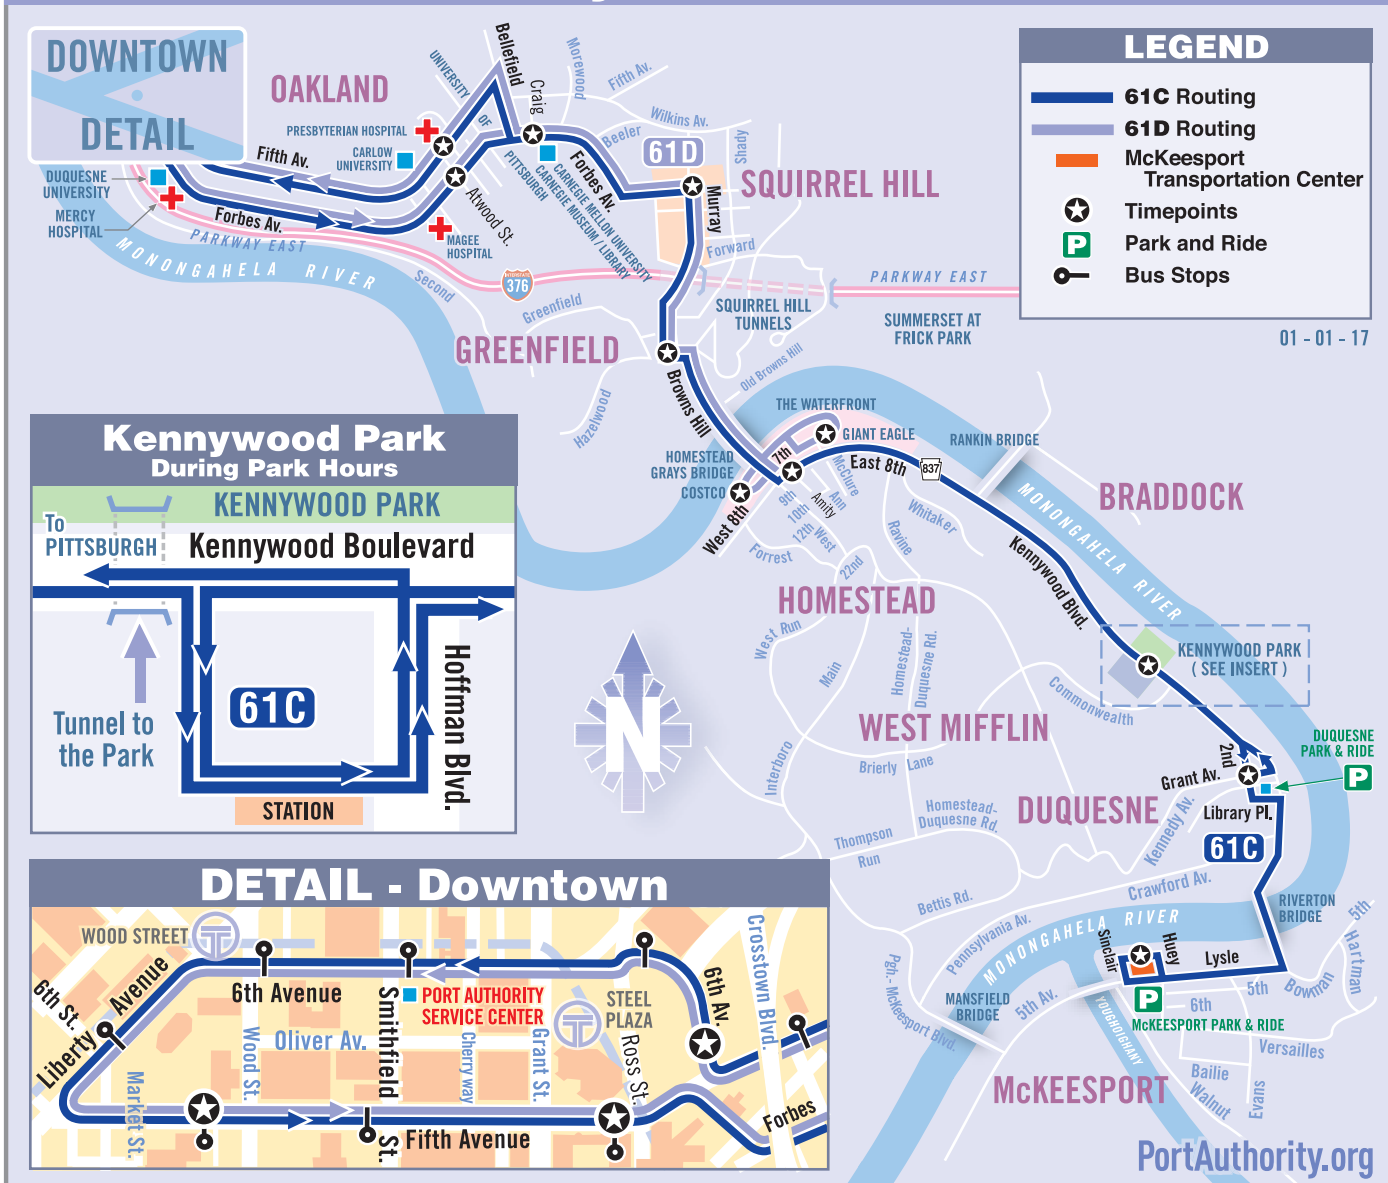 DOWNTOWN
DETAIL
OAKLAND
UNIVERSITY
OF
PITTSBURGH
Bellefield
Craig
Morewood
Fifth Av.
Wilkins Av.
Beeler
Shady
PRESBYTERIAN HOSPITAL
CARLOW
UNIVERSITY
Fifth Av.
DUQUESNE
UNIVERSITY
MERCY
HOSPITAL
Forbes Av.
PARKWAY EAST
MONONGAHELA RIVER
Atwood St.
MAGEE
HOSPITAL
Forbes Av.
CARNEGIE MELLON UNIVERSITY
CARNEGIE MUSEUM / LIBRARY
61D
Murray
SQUIRREL HILL
Forward
Second
INTERSTATE
376
Greenfield
GREENFIELD
SQUIRREL HILL
TUNNELS
PARKWAY EAST
SUMMERSET AT
FRICK PARK
LEGEND
61C Routing
61D Routing
McKeesport
Transportation Center
Timepoints
P
Park and Ride
Bus Stops
01 - 01 - 17
Hazelwood
Browns Hill
Old Browns Hill
THE WATERFRONT
GIANT EAGLE
HOMESTEAD
GRAYS BRIDGE
COSTCO
7th
West 8th
East 8th
837
McClure
Ann
Amity
9th
10th
12th
West
22nd
Forrest
Ravine
Whitaker
RANKIN BRIDGE
BRADDOCK
MONONGAHELA RIVER
Kennywood Blvd.
HOMESTEAD
West Run
Main
Homestead-
Duquesne Rd.
KENNYWOOD PARK
( SEE INSERT )
Commonwealth
WEST MIFFLIN
Interboro
Brierly Lane
2nd
Grant Av.
DUQUESNE
PARK & RIDE
P
Library Pl.
DUQUESNE
Kennedy Av.
61C
Homestead-
Duquesne Rd.
Thompson
Run
Bettis Rd.
Crawford Av.
Pennsylvania Av.
MONONGAHELA RIVER
RIVERTON
BRIDGE
Sinclair
Huey
Lysle
5th
Hartman
Bowman
5th
6th
P
McKEESPORT PARK & RIDE
MANSFIELD
BRIDGE
5th Av.
Pgh.- McKeesport Blvd.
YOUGHOIGHANY
McKEESPORT
Versailles
Bailie
Walnut
Evans
PortAuthority.org
N
Kennywood Park
During Park Hours
KENNYWOOD PARK
To
PITTSBURGH
Kennywood Boulevard
61C
Hoffman Blvd.
Tunnel to
the Park
STATION
DETAIL - Downtown
WOOD STREET
T
6th St.
Liberty Avenue
6th Avenue
Smithfield St.
PORT AUTHORITY
SERVICE CENTER
STEEL
PLAZA
T
6th Av.
Crosstown Blvd.
Market St.
Wood St.
Oliver Av.
Cherry way
Grant St.
Ross St.
Fifth Avenue
Forbes